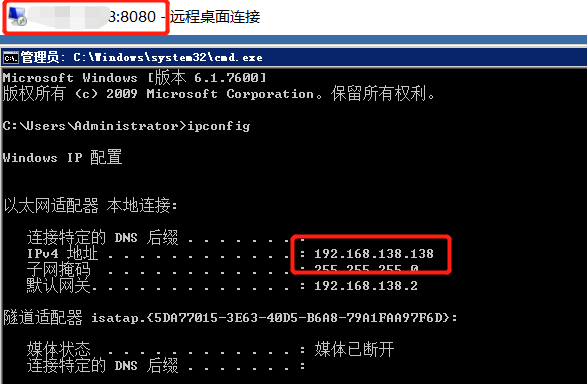 :8080 - 远程桌面连接
管理员: C:\Windows\system32\cmd.exe
Microsoft Windows [版本 6.1.7600]
版权所有 (c) 2009 Microsoft Corporation。保留所有权利。
C:\Users\Administrator>ipconfig
Windows IP 配置
以太网适配器 本地连接:
连接特定的 DNS 后缀 . . . . . . . :
IPv4 地址 . . . . . . . . . . . . : 192.168.138.138
子网掩码 . . . . . . . . . . . . : 255.255.255.0
默认网关. . . . . . . . . . . . . : 192.168.138.2
隧道适配器 isatap.{5DA77015-3E63-40D5-B6A8-79A1FAA97F6D}:
媒体状态 . . . . . . . . . . . . : 媒体已断开
连接特定的 DNS 后缀 . . . . . . . :